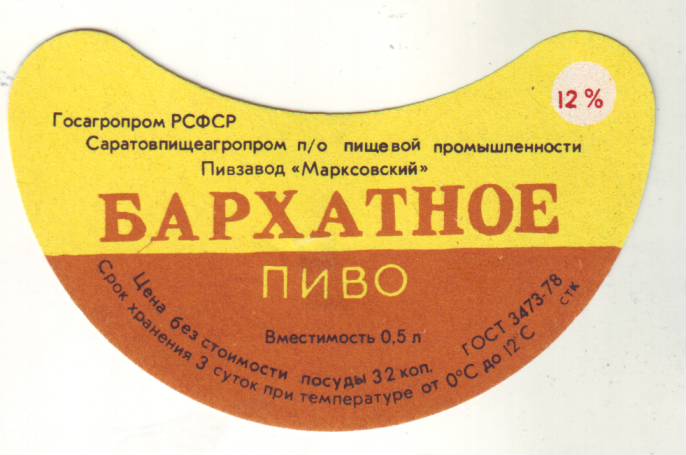 12 %
Госагропром РСФСР
Саратовпищеагропром п/о пищевой промышленности
Пивзавод «Марксовский»
БАРХАТНОЕ
ПИВО
Вместимость 0,5 л
Цена без стоимости посуды 32 коп. ГОСТ 3473-78
Срок хранения 3 суток при температуре от 0°С до 12°С стк